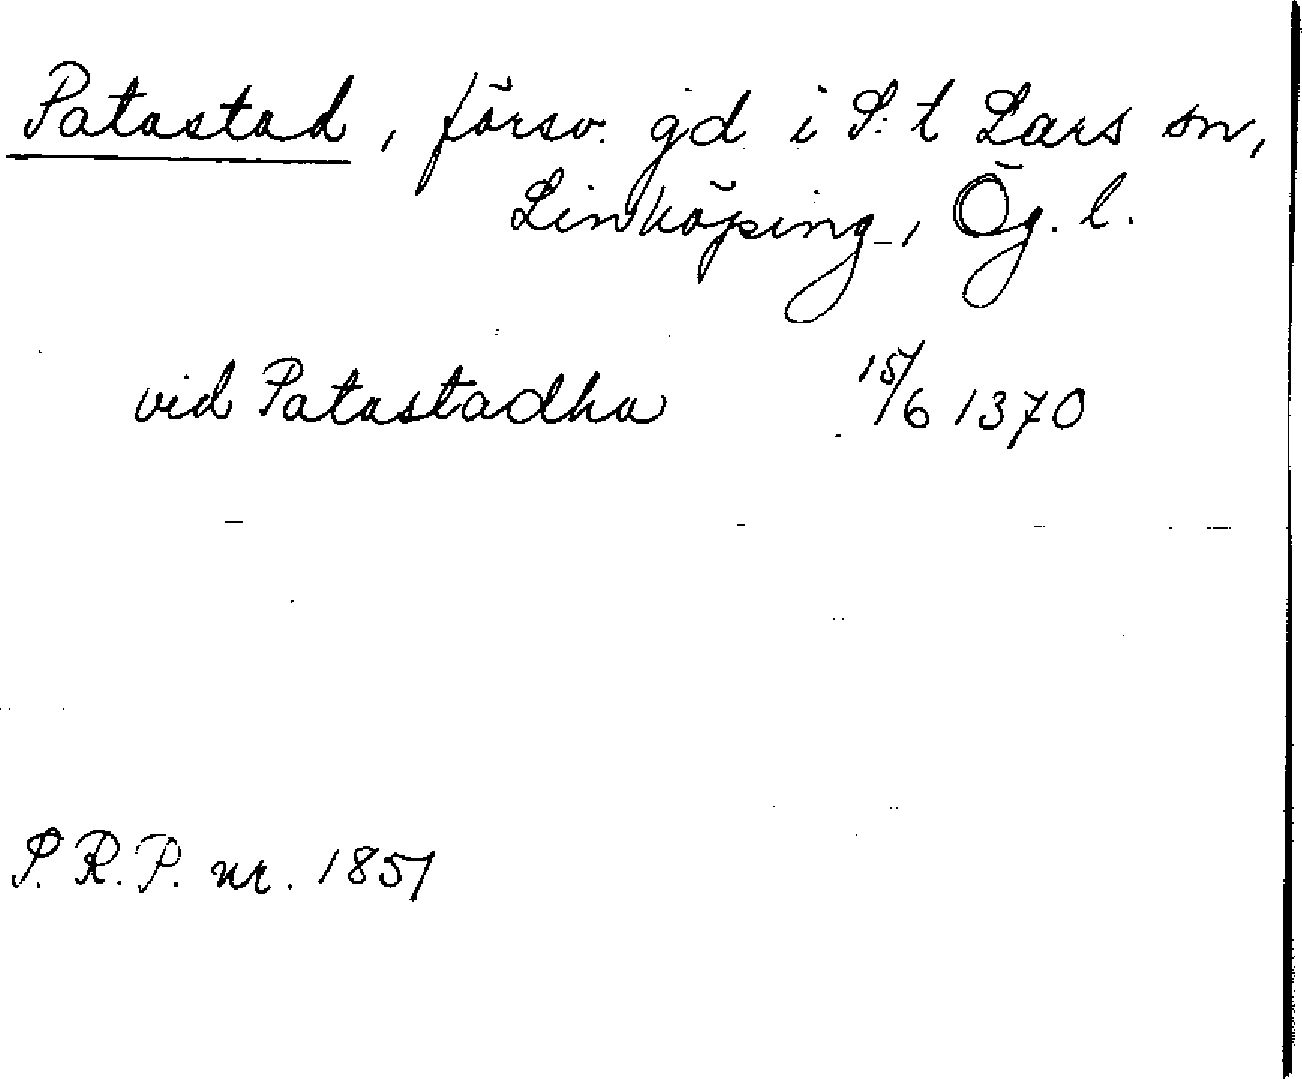 Patastad, försv. gd i S:t Lars sn,
Linköping, Ög. l.
vid Patastadha 15/6 1370
S. R. P. nr. 1851